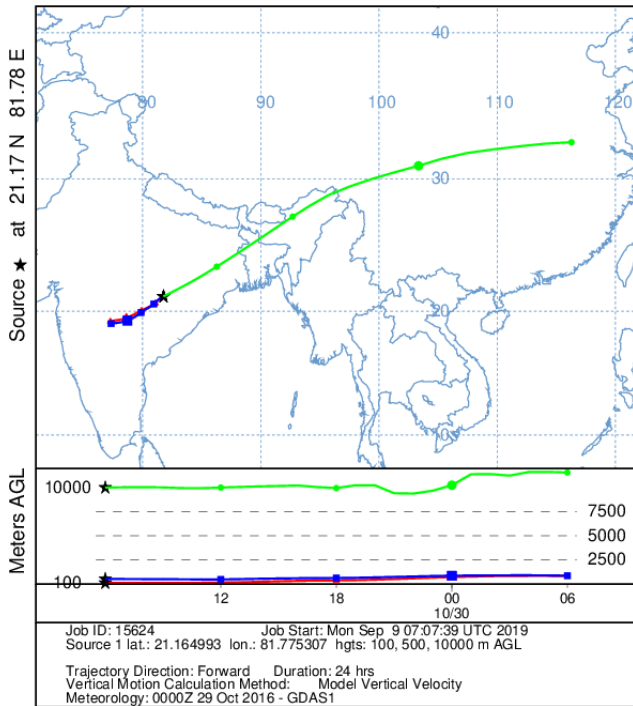 Source ★ at 21.17 N 81.78 E
40
80 90 100 110 120
30
20
Meters AGL
10000
7500
5000
2500
100
12 18 00 06
10/30
Job ID: 15624 Job Start: Mon Sep 9 07:07:39 UTC 2019
Source 1 lat.: 21.164993 lon.: 81.775307 hgts: 100, 500, 10000 m AGL
Trajectory Direction: Forward Duration: 24 hrs
Vertical Motion Calculation Method: Model Vertical Velocity
Meteorology: 0000Z 29 Oct 2016 - GDAS1